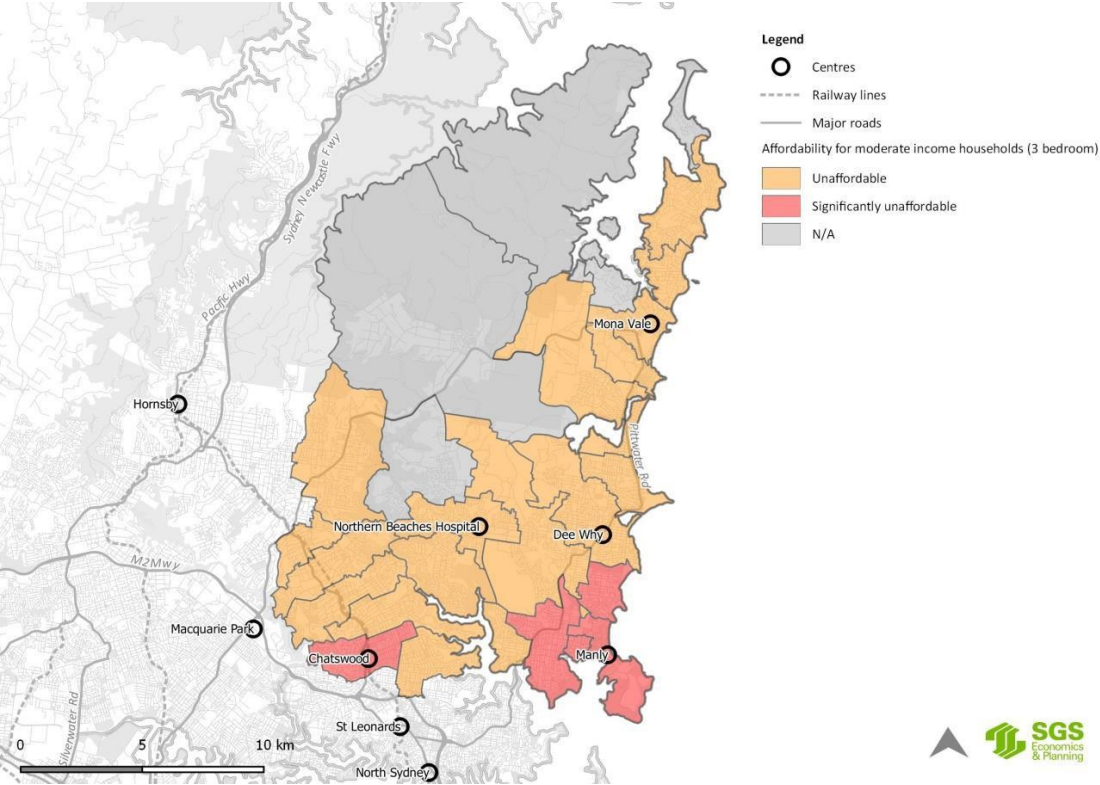 Legend
Centres
Railway lines
Major roads
Affordability for moderate income households (3 bedroom)
Unaffordable
Significantly unaffordable
N/A
Sydney Newcastle Fwy
Pacific Hwy
Mona Vale
Hornsby
Pittwater Rd
Northern Beaches Hospital
Dee Why
M2Mwy
Macquarie Park
Chatswood
Manly
St Leonards
North Sydney
Silverwater Rd
0 5 10 km
SGS
Economics
& Planning